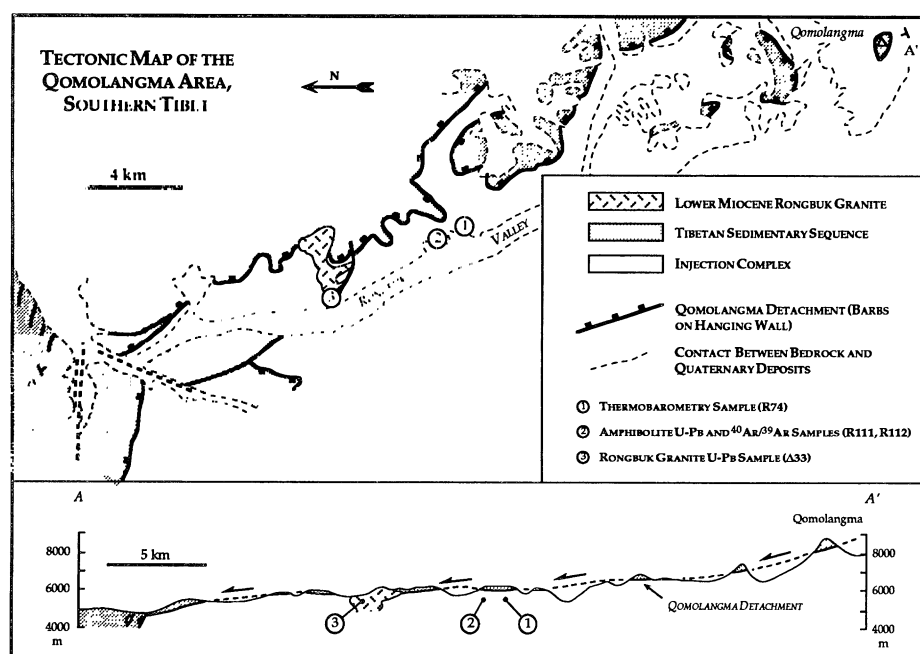 TECTONIC MAP OF THE
QOMOLANGMA AREA,
SOUTHERN TIBET
N
4 km
Qomolangma
A'
VALLEY
1
2
3
LOWER MIOCENE RONGBUK GRANITE
TIBETAN SEDIMENTARY SEQUENCE
INJECTION COMPLEX
QOMOLANGMA DETACHMENT (BARBS
ON HANGING WALL)
CONTACT BETWEEN BEDROCK AND
QUATERNARY DEPOSITS
1 THERMOBAROMETRY SAMPLE (R74)
2 AMPHIBOLITE U-PB AND 40AR/39AR SAMPLES (R111, R112)
3 RONGBUK GRANITE U-PB SAMPLE (Δ33)
A
A'
Qomolangma
8000
6000
4000
m
5 km
8000
6000
4000
m
QOMOLANGMA DETACHMENT
3
2
1